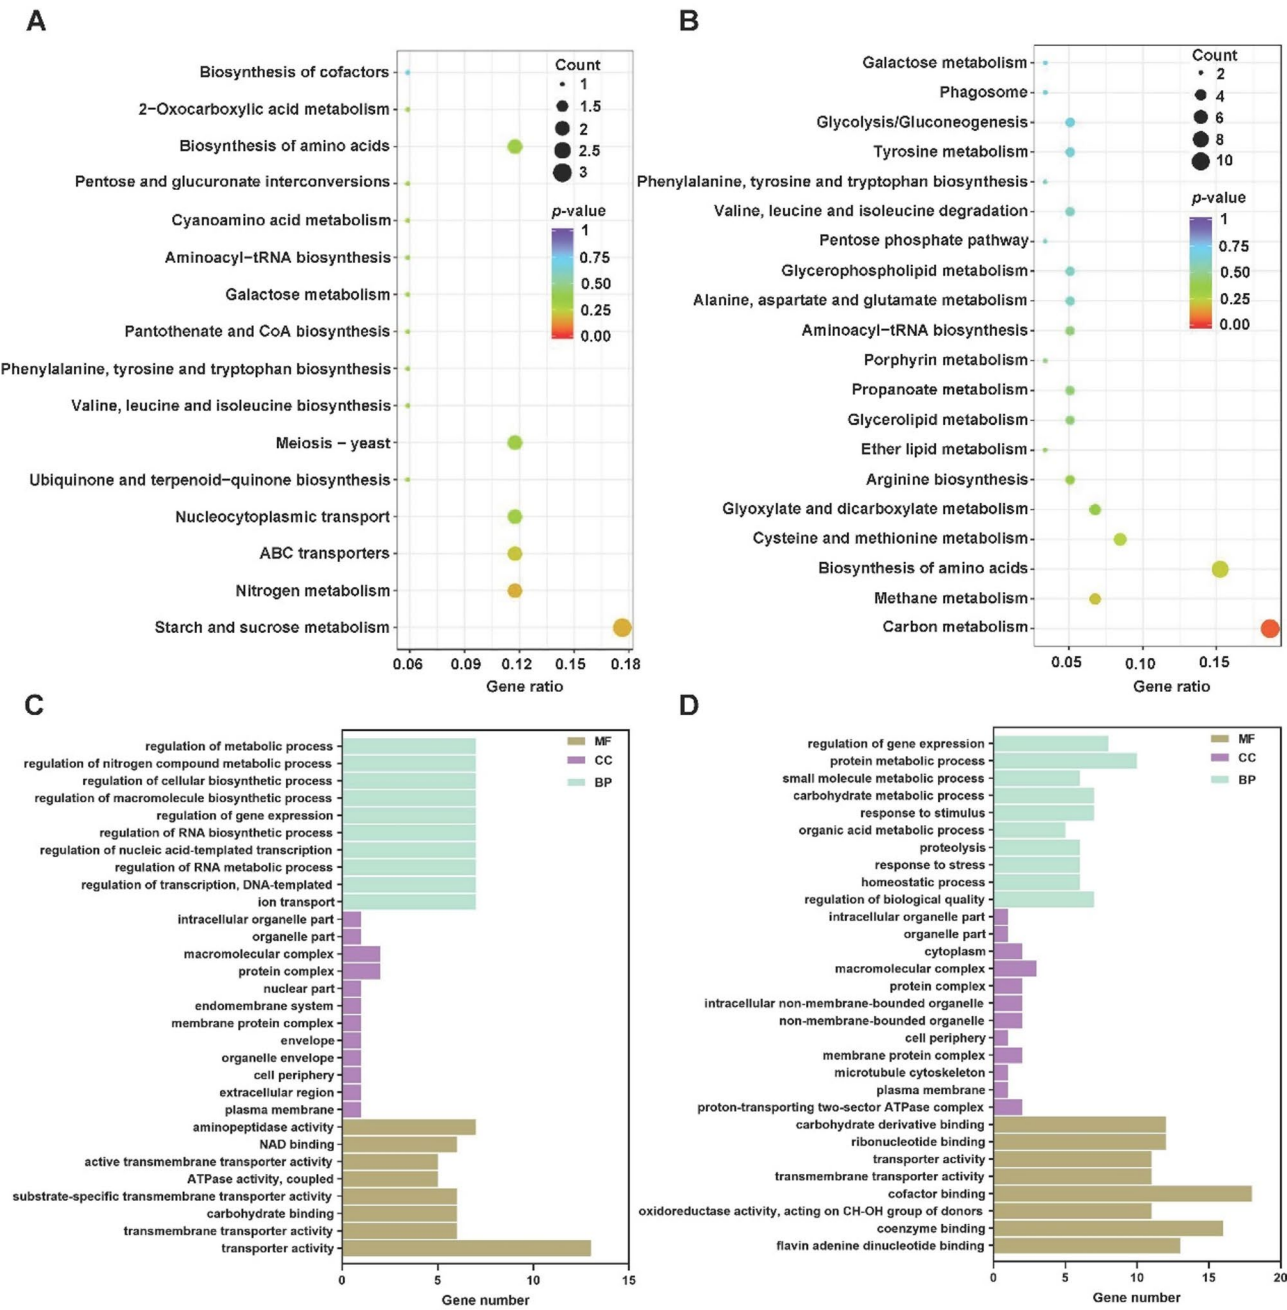 A
Biosynthesis of cofactors
2−Oxocarboxylic acid metabolism
Biosynthesis of amino acids
Pentose and glucuronate interconversions
Cyanoamino acid metabolism
Aminoacyl−tRNA biosynthesis
Galactose metabolism
Pantothenate and CoA biosynthesis
Phenylalanine, tyrosine and tryptophan biosynthesis
Valine, leucine and isoleucine biosynthesis
Meiosis − yeast
Ubiquinone and terpenoid−quinone biosynthesis
Nucleocytoplasmic transport
ABC transporters
Nitrogen metabolism
Starch and sucrose metabolism
Count
1
1.5
2
2.5
3
p-value
1
0.75
0.50
0.25
0.00
0.06 0.09 0.12 0.15 0.18
Gene ratio
B
Galactose metabolism
Phagosome
Glycolysis/Gluconeogenesis
Tyrosine metabolism
Phenylalanine, tyrosine and tryptophan biosynthesis
Valine, leucine and isoleucine degradation
Pentose phosphate pathway
Glycerophospholipid metabolism
Alanine, aspartate and glutamate metabolism
Aminoacyl−tRNA biosynthesis
Porphyrin metabolism
Propanoate metabolism
Glycerolipid metabolism
Ether lipid metabolism
Arginine biosynthesis
Glyoxylate and dicarboxylate metabolism
Cysteine and methionine metabolism
Biosynthesis of amino acids
Methane metabolism
Carbon metabolism
Count
2
4
6
8
10
p-value
1
0.75
0.50
0.25
0.00
0.05 0.10 0.15
Gene ratio
C
regulation of metabolic process
regulation of nitrogen compound metabolic process
regulation of cellular biosynthetic process
regulation of macromolecule biosynthetic process
regulation of gene expression
regulation of RNA biosynthetic process
regulation of nucleic acid-templated transcription
regulation of RNA metabolic process
regulation of transcription, DNA-templated
ion transport
intracellular organelle part
organelle part
macromolecular complex
protein complex
nuclear part
endomembrane system
membrane protein complex
envelope
organelle envelope
cell periphery
extracellular region
plasma membrane
aminopeptidase activity
NAD binding
active transmembrane transporter activity
ATPase activity, coupled
substrate-specific transmembrane transporter activity
carbohydrate binding
transmembrane transporter activity
transporter activity
MF
CC
BP
0 5 10 15
Gene number
D
regulation of gene expression
protein metabolic process
small molecule metabolic process
carbohydrate metabolic process
response to stimulus
organic acid metabolic process
proteolysis
response to stress
homeostatic process
regulation of biological quality
intracellular organelle part
organelle part
cytoplasm
macromolecular complex
protein complex
intracellular non-membrane-bounded organelle
non-membrane-bounded organelle
cell periphery
membrane protein complex
microtubule cytoskeleton
plasma membrane
proton-transporting two-sector ATPase complex
carbohydrate derivative binding
ribonucleotide binding
transporter activity
transmembrane transporter activity
cofactor binding
oxidoreductase activity, acting on CH-OH group of donors
coenzyme binding
flavin adenine dinucleotide binding
MF
CC
BP
0 5 10 15 20
Gene number